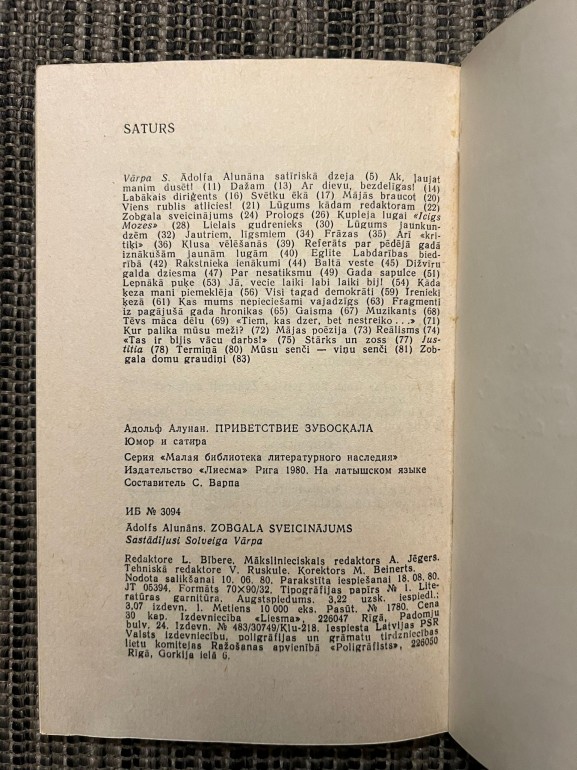 SATURS
Vārpa S. Ādolfa Alunāna satīriskā dzeja (5) Ak, ļaujat
manim dusēt! (11) Dažam (13) Ar dievu, bezdelīgas! (14)
Labākais diriģents (16) Svētku ēkā (17) Mājās braucot (20)
Viens rublis atlicies! (21) Lūgums kādam redaktoram (22)
Zobgala sveicinājums (24) Prologs (26) Kupleja lugai «Icigs
Mozes» (28) Lielais gudrenieks (30) Lūgums jaunkun-
dzēm (32) Jautriem, līgsmiem (34) Frāzas (35) Ari «kri-
tiķi» (36) Klusa vēlēšanās (39) Referāts par pēdējā gadā
iznākušām jaunām lugām (40) Eglīte Labdarības bied-
rībā (42) Rakstnieka ienākumi (44) Baltā veste (45) Dižvīru
galda dziesma (47) Par nesatiksmu (49) Gada sapulce (51)
Lepnākā puķe (53) Jā, vecie laiki labi laiki bij! (54) Kāda
ķeza mani piemeklēja (56) Visi tagad demokrāti (59) Irenieki
ķezā (61) Kas mums nepieciešami vajadzīgs (63) Fragmenti
iz pagājušā gada hronikas (65) Gaisma (67) Muzikants (68)
Tēvs māca dēlu (69) «Tiem, kas dzer, bet nestreiko...» (71)
Kur palika mūsu meži? (72) Mājas poēzija (73) Reālisms (74)
«Tas ir bijis vācu darbs!» (75) Stārks un zoss (77) Jus-
titia (78) Termiņā (80) Mūsu senči — viņu senči (81) Zob-
gala domu graudiņi (83)
Адольф Алунан. ПРИВЕТСТВИЕ ЗУБОСКАЛА
Юмор и сатира
Серия «Малая библиотека литературного наследия»
Издательство «Лиесма» Рига 1980. На латышском языке
Составитель С. Варпа
ИБ № 3094
Ādolfs Alunāns. ZOBGALA SVEICINĀJUMS
Sastādījusi Solveiga Vārpa
Redaktore L. Bībere. Mākslinieciskais redaktors A. Jēgers.
Tehniskā redaktore V. Ruskule. Korektors M. Beinerts.
Nodota salikšanai 10. 06. 80. Parakstīta iespiešanai 18. 08. 80.
JT 05394. Formāts 70×90/32. Tipogrāfijas papīrs № 1. Lite-
ratūras garnitūra. Augstspiedums. 3,22 uzsk. iespiedl.;
3,07 izdevn. l. Metiens 10 000 eks. Pasūt. № 1780. Cena
30 kap. Izdevniecība «Liesma», 226047 Rīgā, Padomju
bulv. 24. Izdevn. № 483/30749/Klu-218. Iespiesta Latvijas PSR
Valsts izdevniecību, poligrāfijas un grāmatu tirdzniecības
lietu komitejas Ražošanas apvienībā «Poligrāfists», 226050
Rīgā, Gorkija ielā 6.